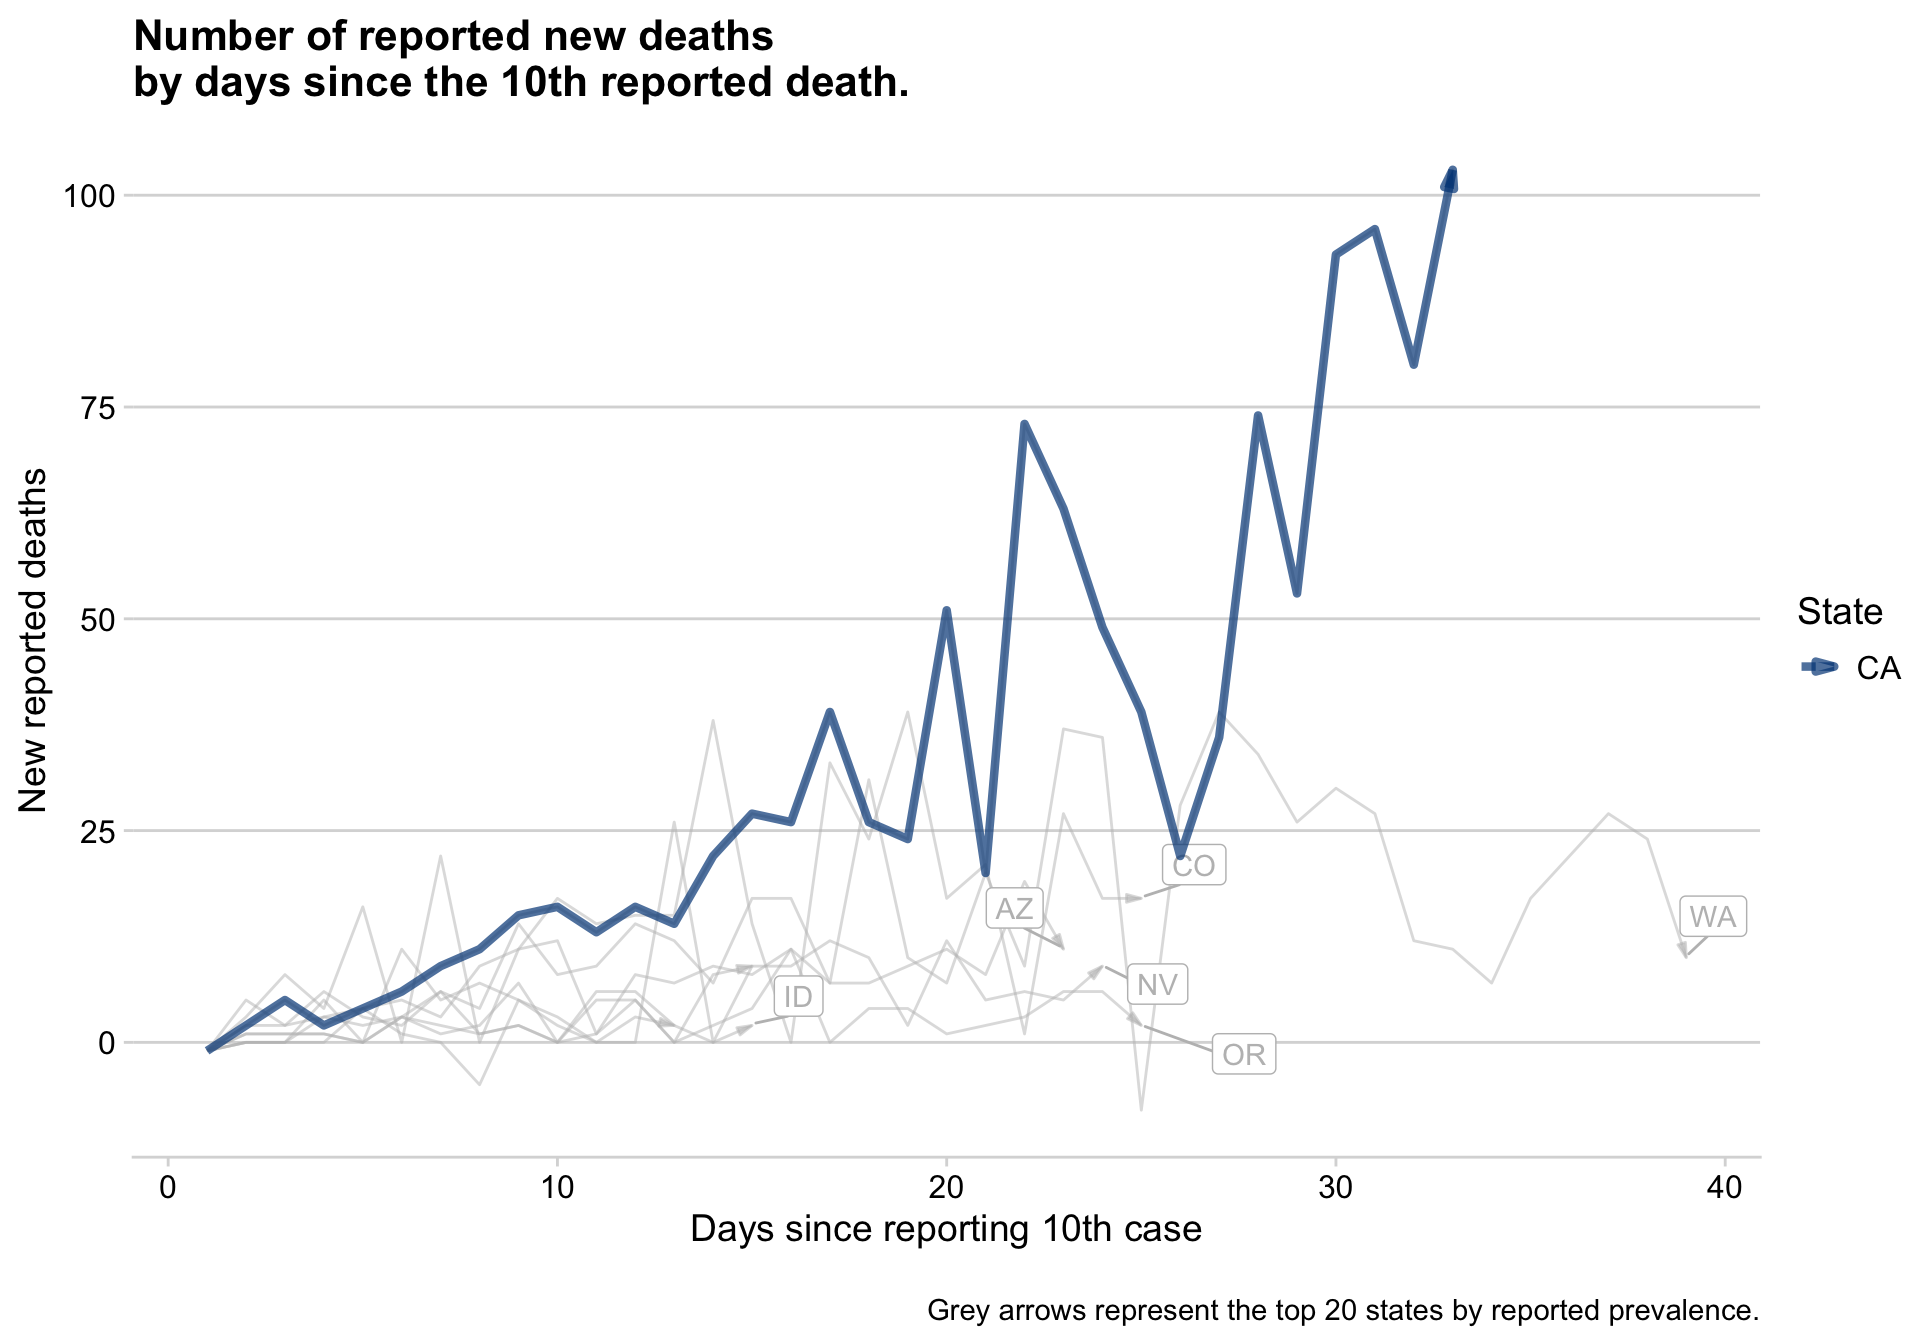 Number of reported new deaths
by days since the 10th reported death.
100
75
50
25
0
New reported deaths
CO
AZ
WA
NV
ID
OR
State
CA
0
10
20
30
40
Days since reporting 10th case
Grey arrows represent the top 20 states by reported prevalence.